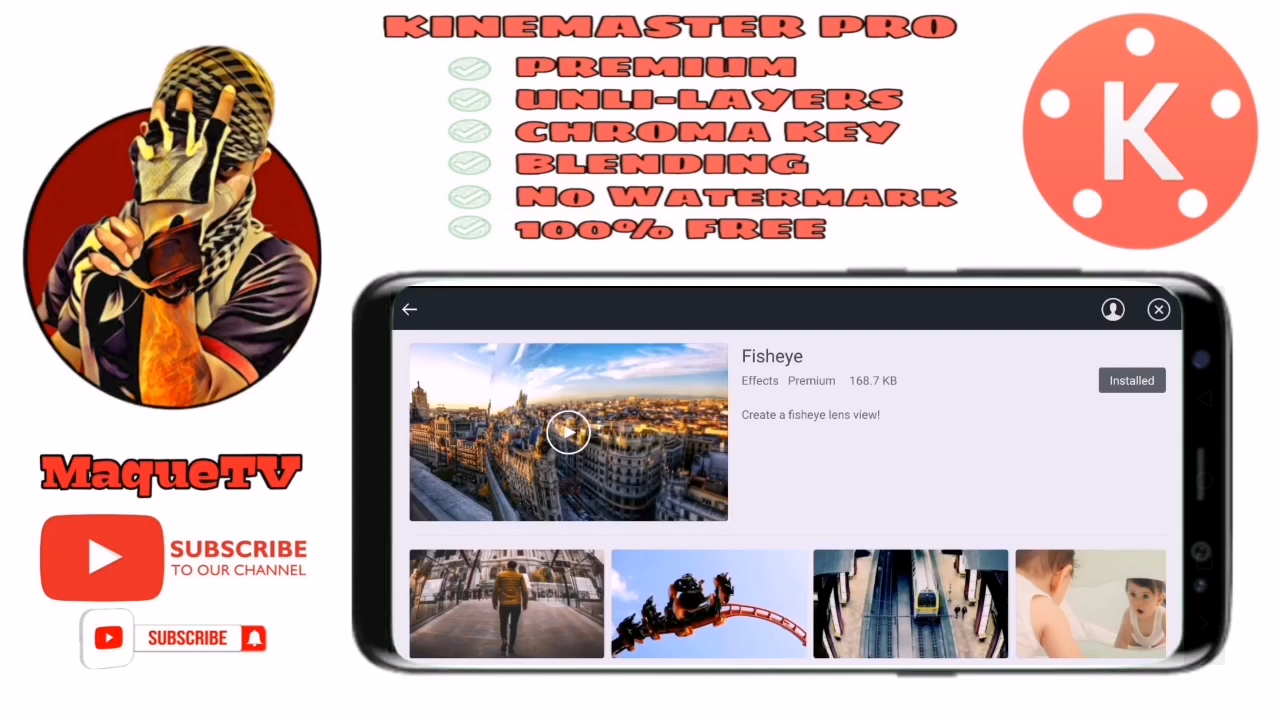 KINEMASTER PRO
PREMIUM
UNLI-LAYERS
CHROMA KEY
BLENDING
No Watermark
100% FREE
K
Fisheye
Effects Premium 168.7 KB
Installed
Create a fisheye lens view!
MaqueTV
SUBSCRIBE
TO OUR CHANNEL
SUBSCRIBE